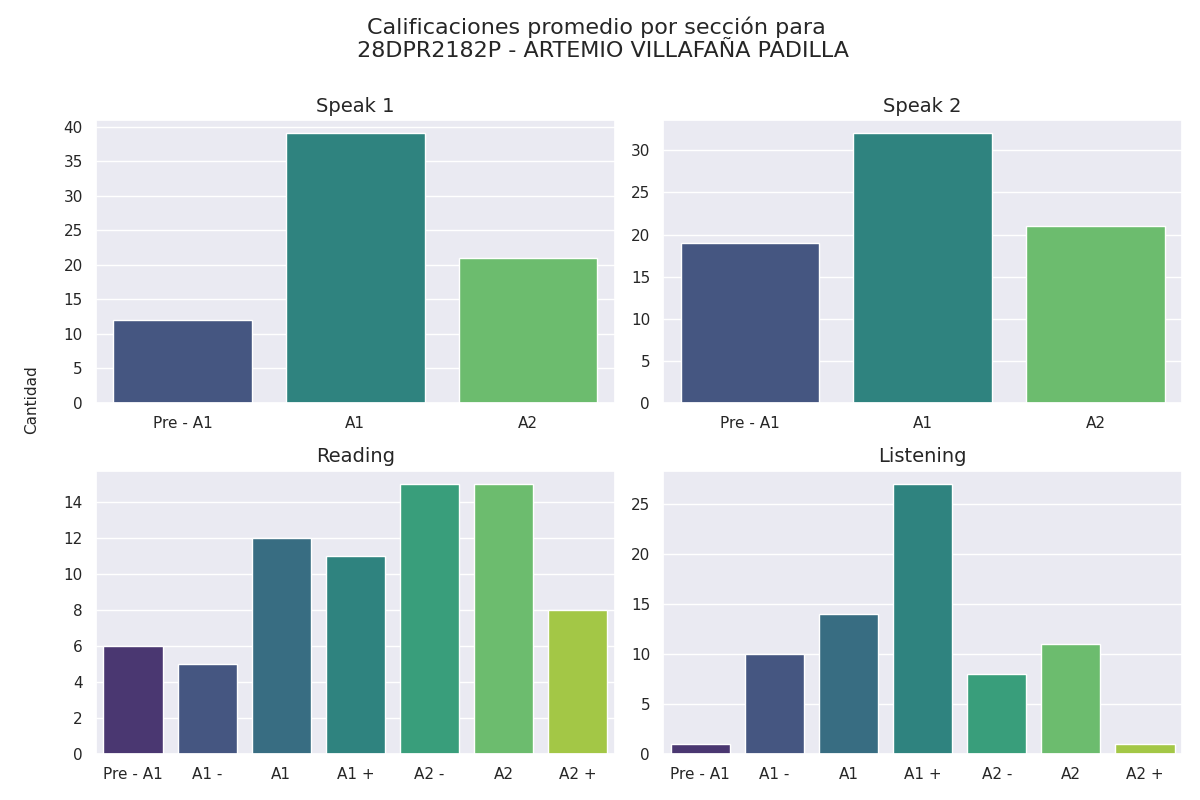 Calificaciones promedio por sección para
28DPR2182P - ARTEMIO VILLAFAÑA PADILLA
Cantidad
Speak 1
40
35
30
25
20
15
10
5
0
Pre - A1 A1 A2
Speak 2
30
25
20
15
10
5
0
Pre - A1 A1 A2
Reading
14
12
10
8
6
4
2
0
Pre - A1 A1 - A1 A1 + A2 - A2 A2 +
Listening
25
20
15
10
5
0
Pre - A1 A1 - A1 A1 + A2 - A2 A2 +